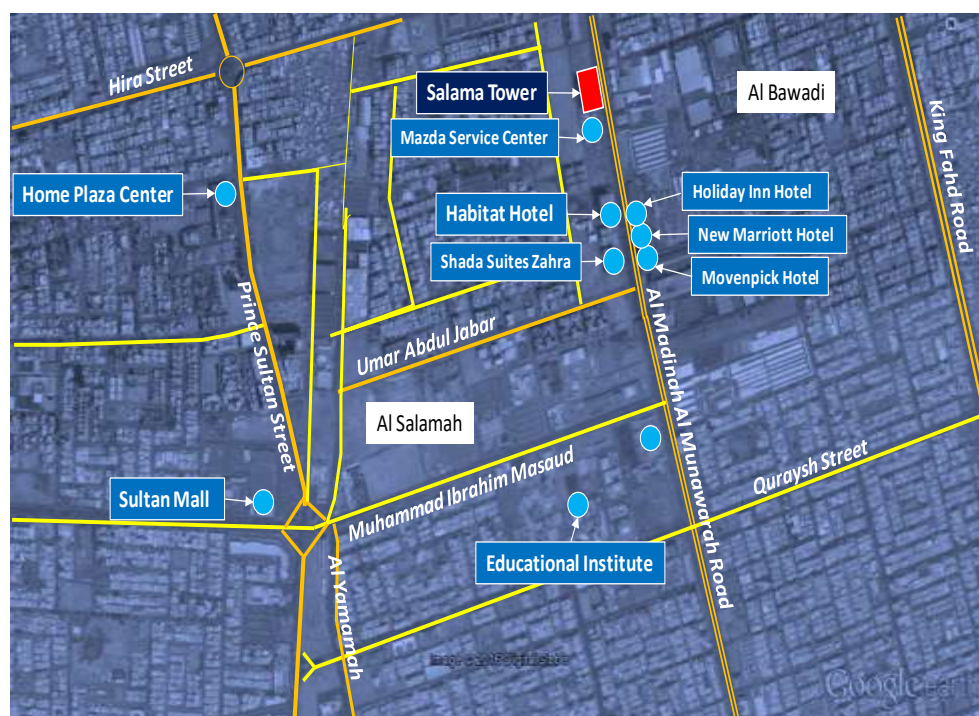 Hira Street
Salama Tower
Al Bawadi
Mazda Service Center
King Fahd Road
Home Plaza Center
Holiday Inn Hotel
Habitat Hotel
New Marriott Hotel
Shada Suites Zahra
Movenpick Hotel
Prince Sultan Street
Umar Abdul Jabar
Al Madinah Al Munawarah Road
Al Salamah
Quraysh Street
Muhammad Ibrahim Masaud
Sultan Mall
Educational Institute
Al Yamamah
Google eart